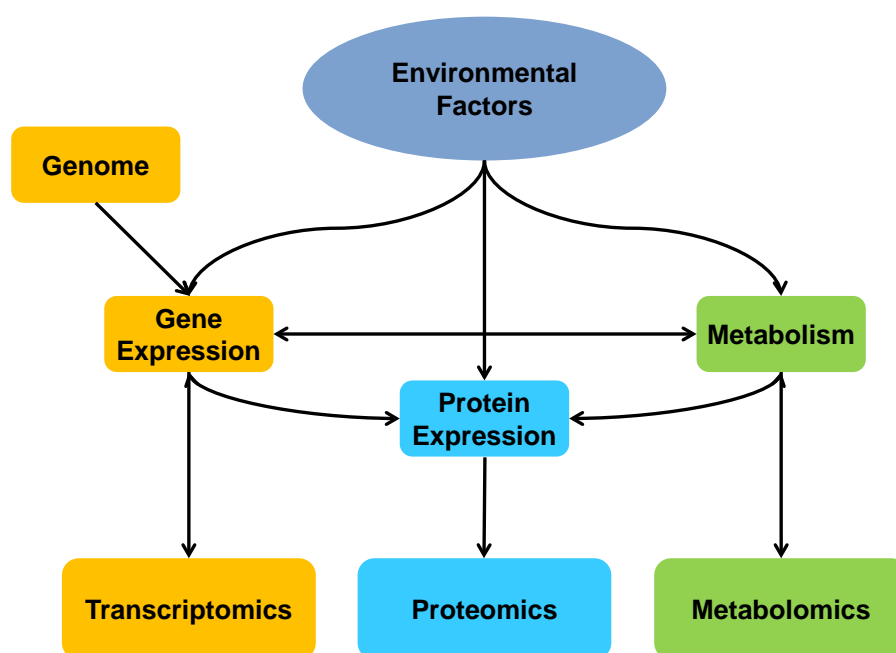 Environmental
Factors
Genome
Gene
Expression
Metabolism
Protein
Expression
Transcriptomics
Proteomics
Metabolomics